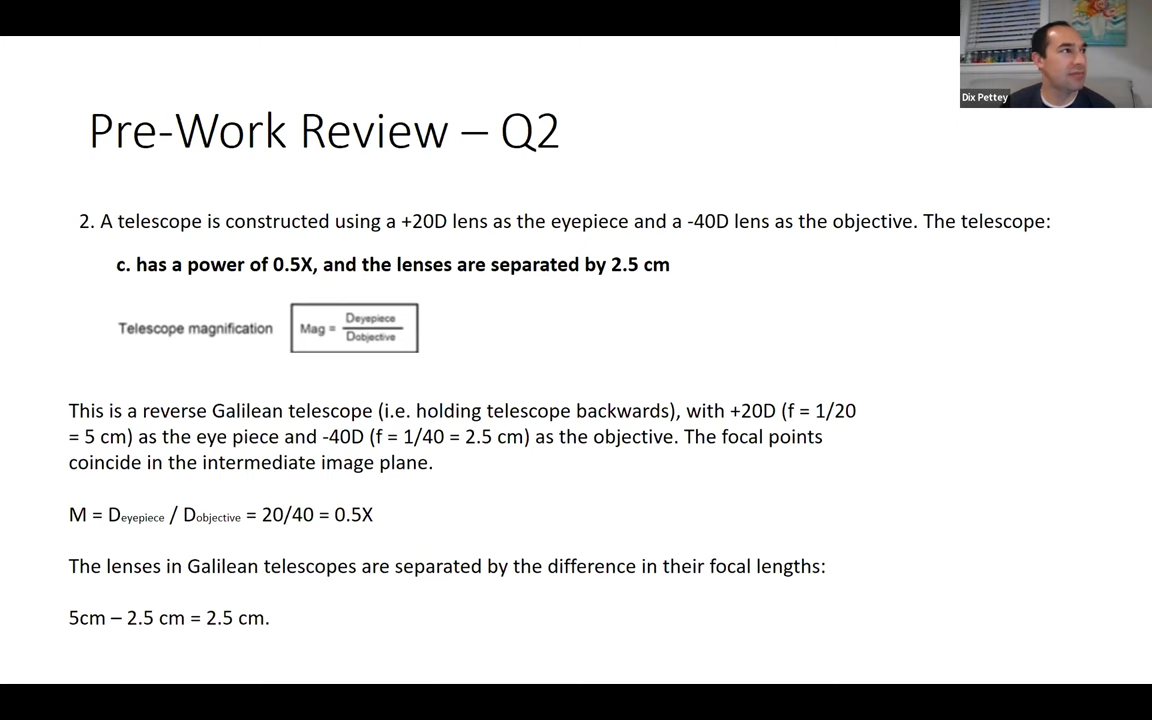 Dix Pettey
Pre-Work Review – Q2
2. A telescope is constructed using a +20D lens as the eyepiece and a -40D lens as the objective. The telescope:
c. has a power of 0.5X, and the lenses are separated by 2.5 cm
Telescope magnification Mag = Deyepiece / Dobjective
This is a reverse Galilean telescope (i.e. holding telescope backwards), with +20D (f = 1/20
= 5 cm) as the eye piece and -40D (f = 1/40 = 2.5 cm) as the objective. The focal points
coincide in the intermediate image plane.
M = Deyepiece / Dobjective = 20/40 = 0.5X
The lenses in Galilean telescopes are separated by the difference in their focal lengths:
5cm – 2.5 cm = 2.5 cm.